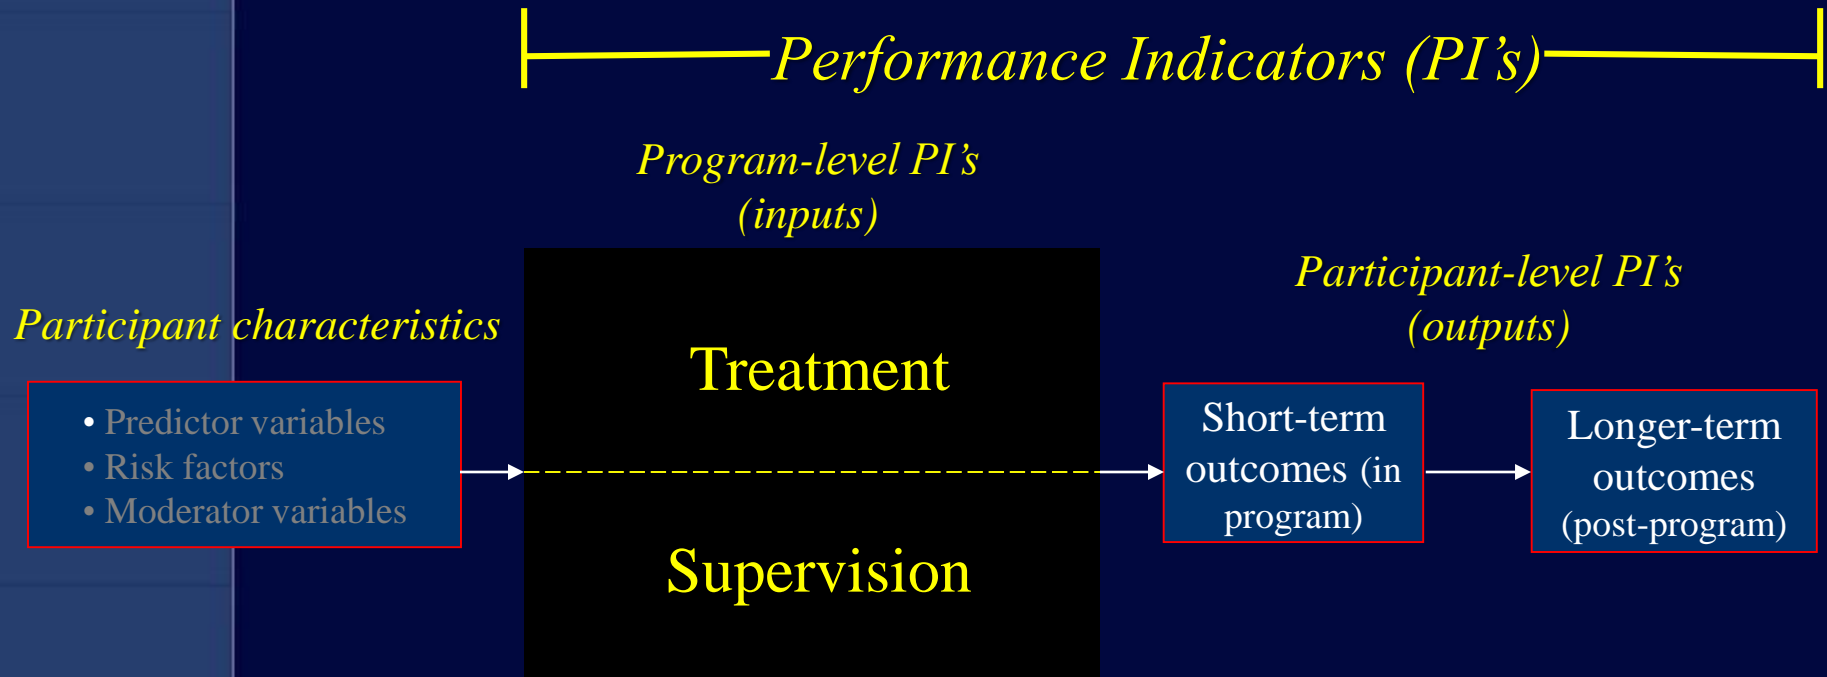 Performance Indicators (PI’s)
Program-level PI’s
(inputs)
Participant-level PI’s
(outputs)
Participant characteristics
• Predictor variables
• Risk factors
• Moderator variables
Treatment
Supervision
Short-term
outcomes (in
program)
Longer-term
outcomes
(post-program)